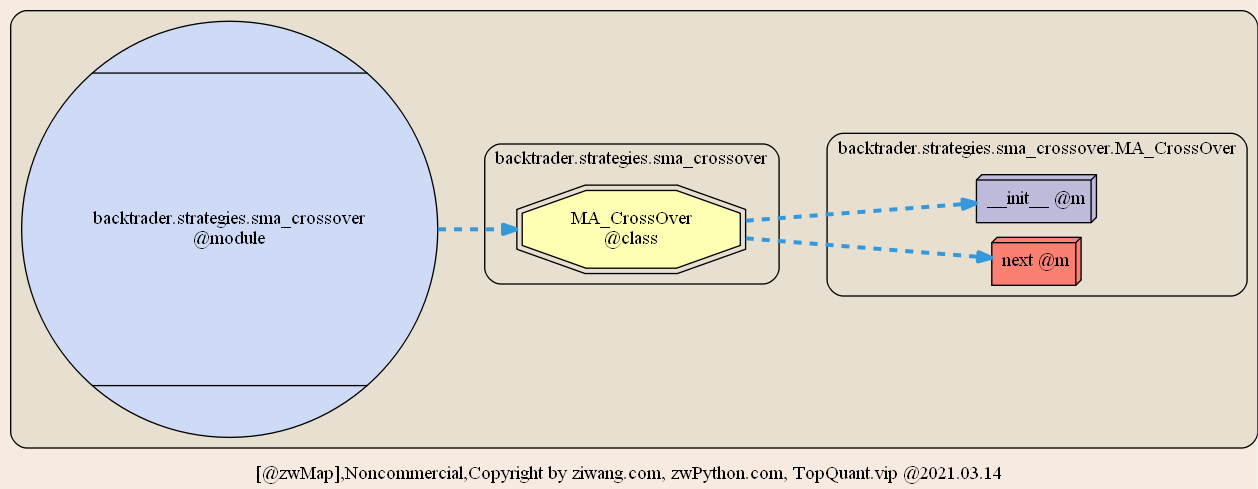 backtrader.strategies.sma_crossover
@module
backtrader.strategies.sma_crossover
MA_CrossOver
@class
backtrader.strategies.sma_crossover.MA_CrossOver
__init__ @m
next @m
[@zwMap],Noncommercial,Copyright by ziwang.com, zwPython.com, TopQuant.vip @2021.03.14